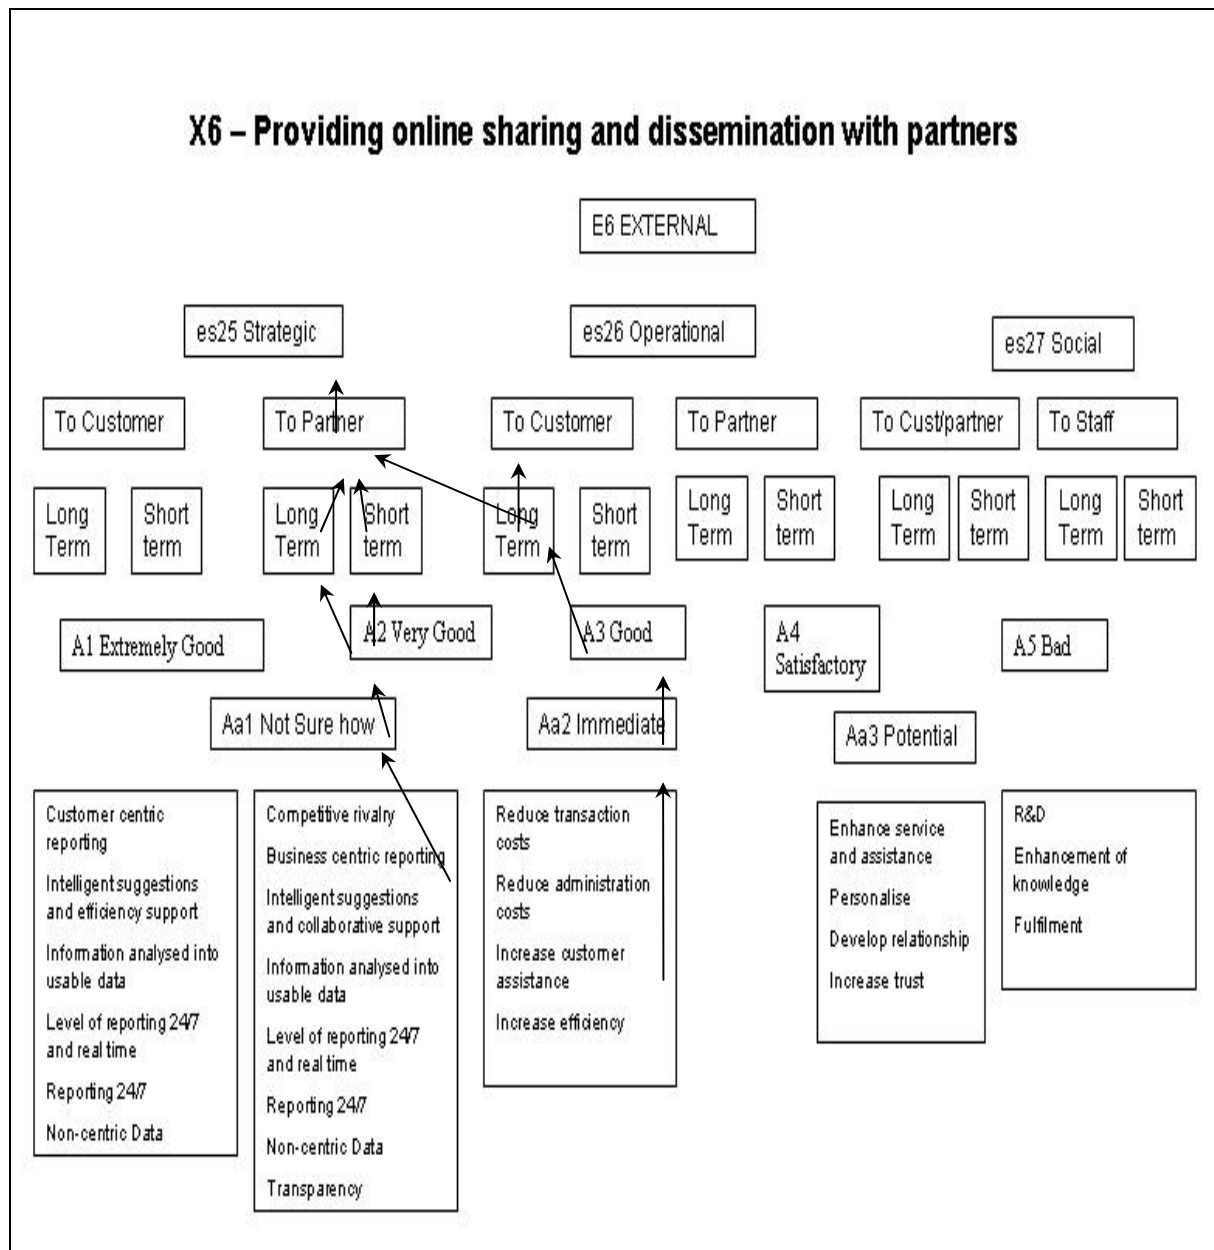 X6 – Providing online sharing and dissemination with partners
E6 EXTERNAL
es25 Strategic
es26 Operational
es27 Social
To Customer
To Partner
To Customer
To Partner
To Cust/partner
To Staff
Long
Term
Short
term
Long
Term
Short
term
Long
Term
Short
term
Long
Term
Short
term
Long
Term
Short
term
Long
Term
Short
term
A1 Extremely Good
A2 Very Good
A3 Good
A4
Satisfactory
A5 Bad
Aa1 Not Sure how
Aa2 Immediate
Aa3 Potential
Customer centric
reporting
Intelligent suggestions
and efficiency support
Information analysed into
usable data
Level of reporting 24/7
and real time
Reporting 24/7
Non-centric Data
Competitive rivalry
Business centric reporting
Intelligent suggestions
and collaborative support
Information analysed into
usable data
Level of reporting 24/7
and real time
Reporting 24/7
Non-centric Data
Transparency
Reduce transaction
costs
Reduce administration
costs
Increase customer
assistance
Increase efficiency
Enhance service
and assistance
Personalise
Develop relationship
Increase trust
R&D
Enhancement of
knowledge
Fulfilment